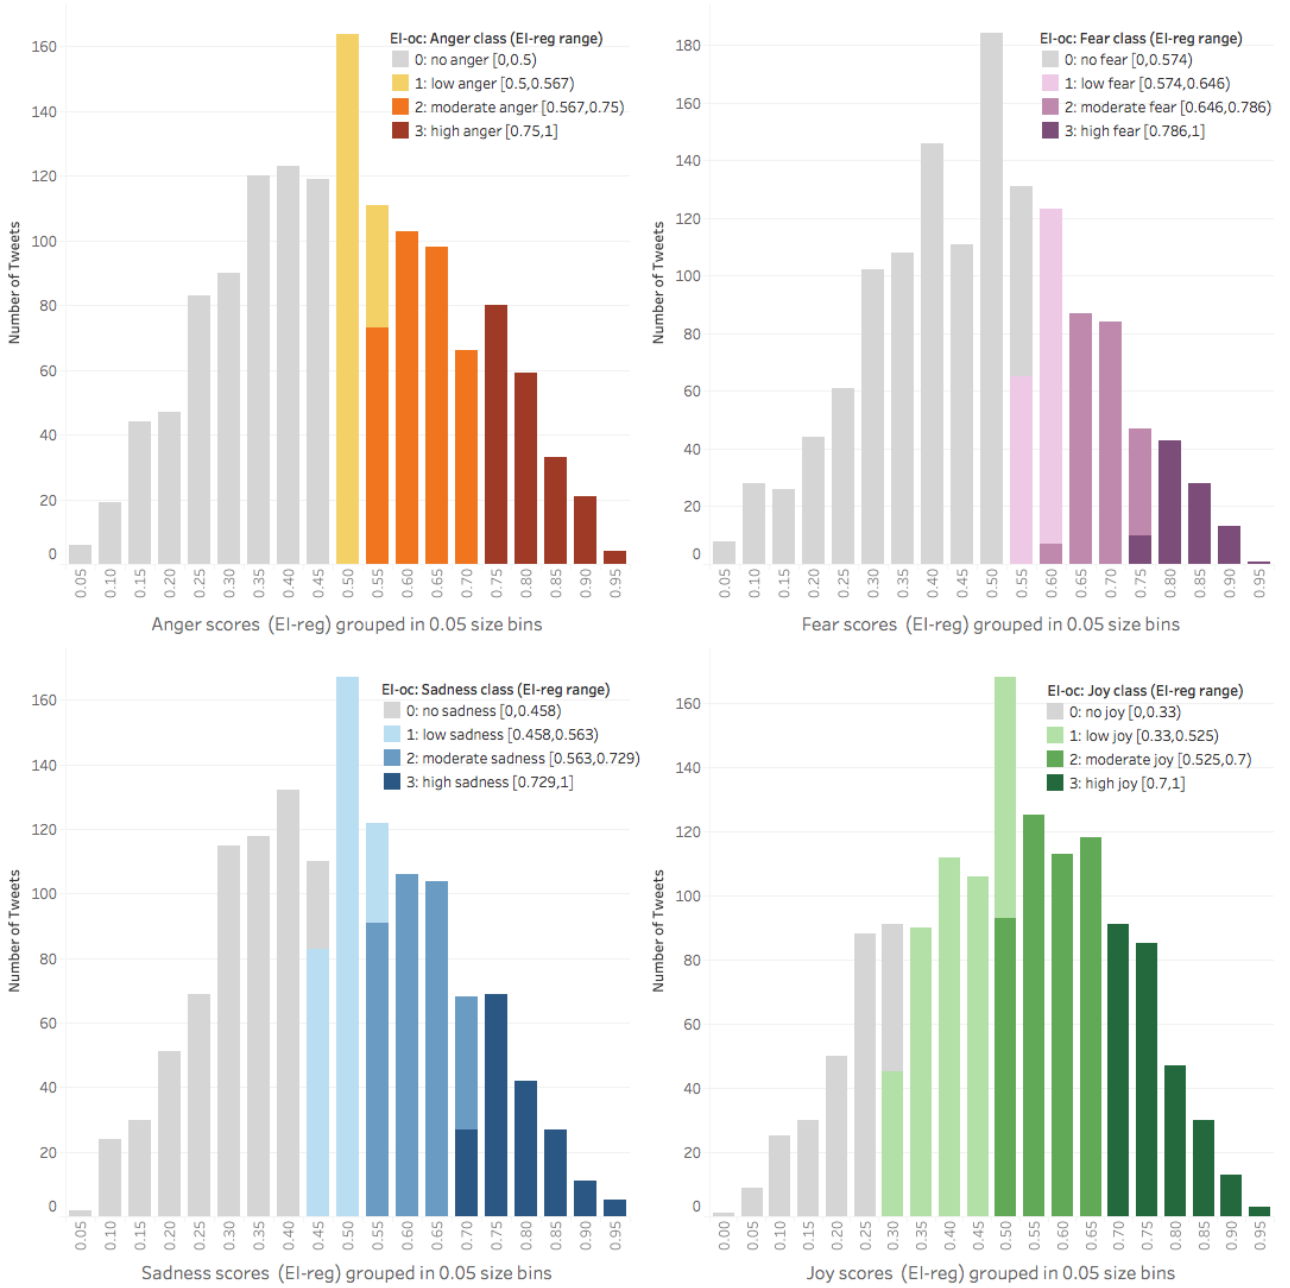 EI-oc: Anger class (EI-reg range)
0: no anger [0,0.5)
1: low anger [0.5,0.567)
2: moderate anger [0.567,0.75)
3: high anger [0.75,1]
Number of Tweets
160
140
120
100
80
60
40
20
0
0.05 0.10 0.15 0.20 0.25 0.30 0.35 0.40 0.45 0.50 0.55 0.60 0.65 0.70 0.75 0.80 0.85 0.90 0.95
Anger scores (EI-reg) grouped in 0.05 size bins
EI-oc: Fear class (EI-reg range)
0: no fear [0,0.574)
1: low fear [0.574,0.646)
2: moderate fear [0.646,0.786)
3: high fear [0.786,1]
Number of Tweets
180
160
140
120
100
80
60
40
20
0
0.05 0.10 0.15 0.20 0.25 0.30 0.35 0.40 0.45 0.50 0.55 0.60 0.65 0.70 0.75 0.80 0.85 0.90 0.95
Fear scores (EI-reg) grouped in 0.05 size bins
EI-oc: Sadness class (EI-reg range)
0: no sadness [0,0.458)
1: low sadness [0.458,0.563)
2: moderate sadness [0.563,0.729)
3: high sadness [0.729,1]
Number of Tweets
160
140
120
100
80
60
40
20
0
0.05 0.10 0.15 0.20 0.25 0.30 0.35 0.40 0.45 0.50 0.55 0.60 0.65 0.70 0.75 0.80 0.85 0.90 0.95
Sadness scores (EI-reg) grouped in 0.05 size bins
EI-oc: Joy class (EI-reg range)
0: no joy [0,0.33)
1: low joy [0.33,0.525)
2: moderate joy [0.525,0.7)
3: high joy [0.7,1]
Number of Tweets
160
140
120
100
80
60
40
20
0
0.00 0.05 0.10 0.15 0.20 0.25 0.30 0.35 0.40 0.45 0.50 0.55 0.60 0.65 0.70 0.75 0.80 0.85 0.90 0.95
Joy scores (EI-reg) grouped in 0.05 size bins